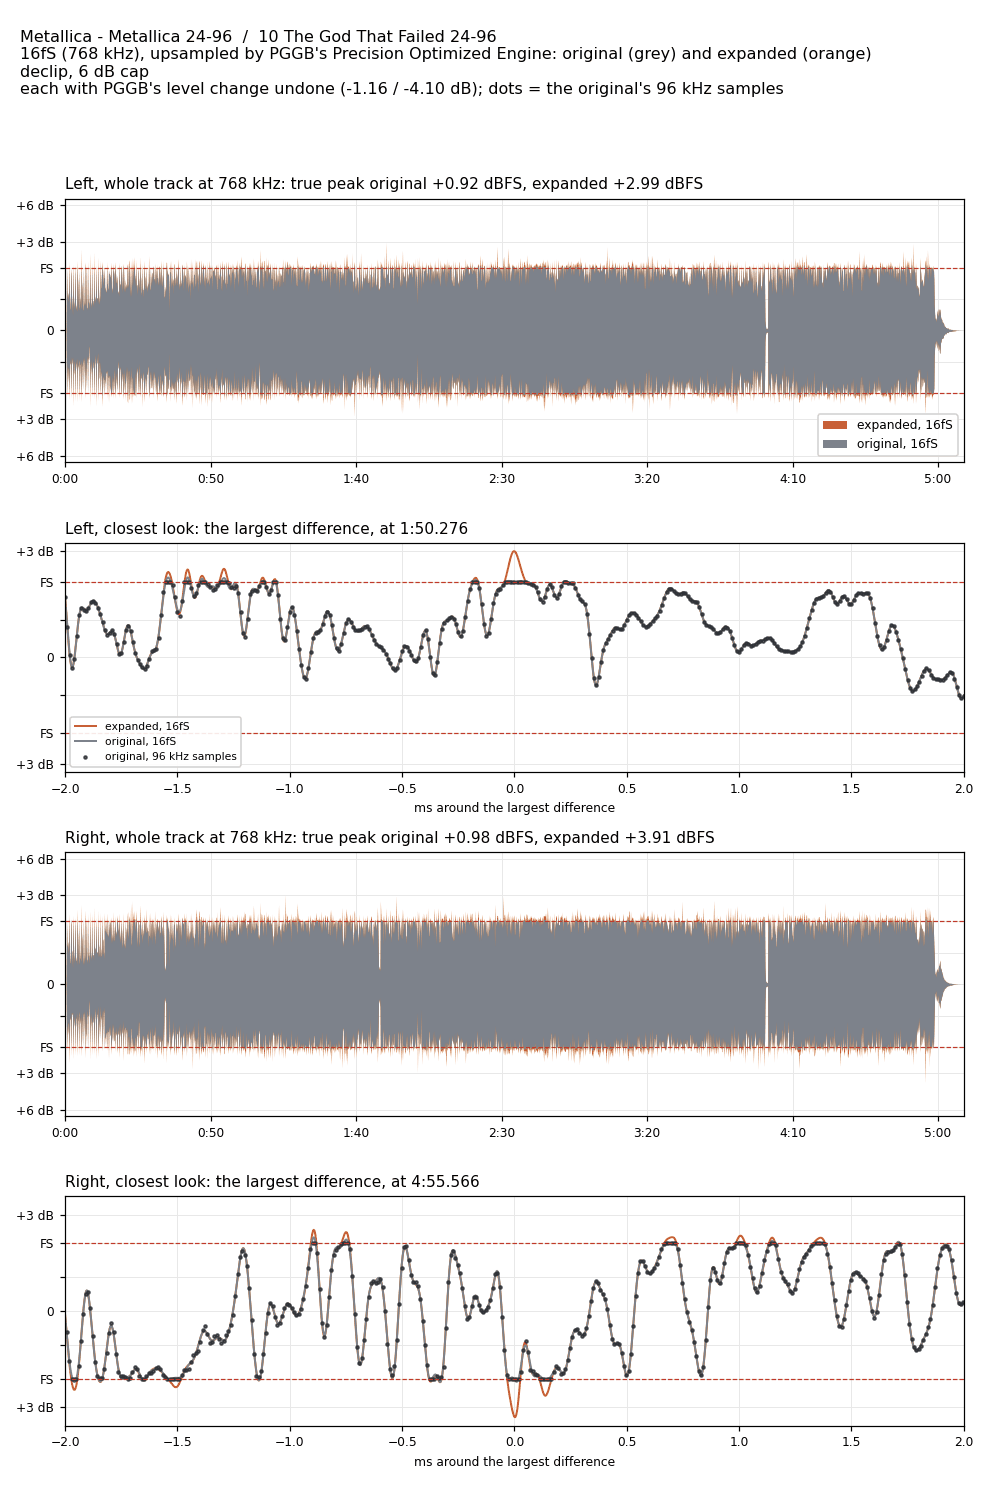 Metallica - Metallica 24-96  /  10 The God That Failed 24-96
16fS (768 kHz), upsampled by PGGB's Precision Optimized Engine: original (grey) and expanded (orange)
declip, 6 dB cap
each with PGGB's level change undone (-1.16 / -4.10 dB); dots = the original's 96 kHz samples
Left, whole track at 768 kHz: true peak original +0.92 dBFS, expanded +2.99 dBFS
+6 dB
+3 dB
FS
0
FS
+3 dB
+6 dB
expanded, 16fS
original, 16fS
0:00 0:50 1:40 2:30 3:20 4:10 5:00
Left, closest look: the largest difference, at 1:50.276
+3 dB
FS
0
FS
+3 dB
expanded, 16fS
original, 16fS
original, 96 kHz samples
−2.0 −1.5 −1.0 −0.5 0.0 0.5 1.0 1.5 2.0
ms around the largest difference
Right, whole track at 768 kHz: true peak original +0.98 dBFS, expanded +3.91 dBFS
+6 dB
+3 dB
FS
0
FS
+3 dB
+6 dB
0:00 0:50 1:40 2:30 3:20 4:10 5:00
Right, closest look: the largest difference, at 4:55.566
+3 dB
FS
0
FS
+3 dB
−2.0 −1.5 −1.0 −0.5 0.0 0.5 1.0 1.5 2.0
ms around the largest difference